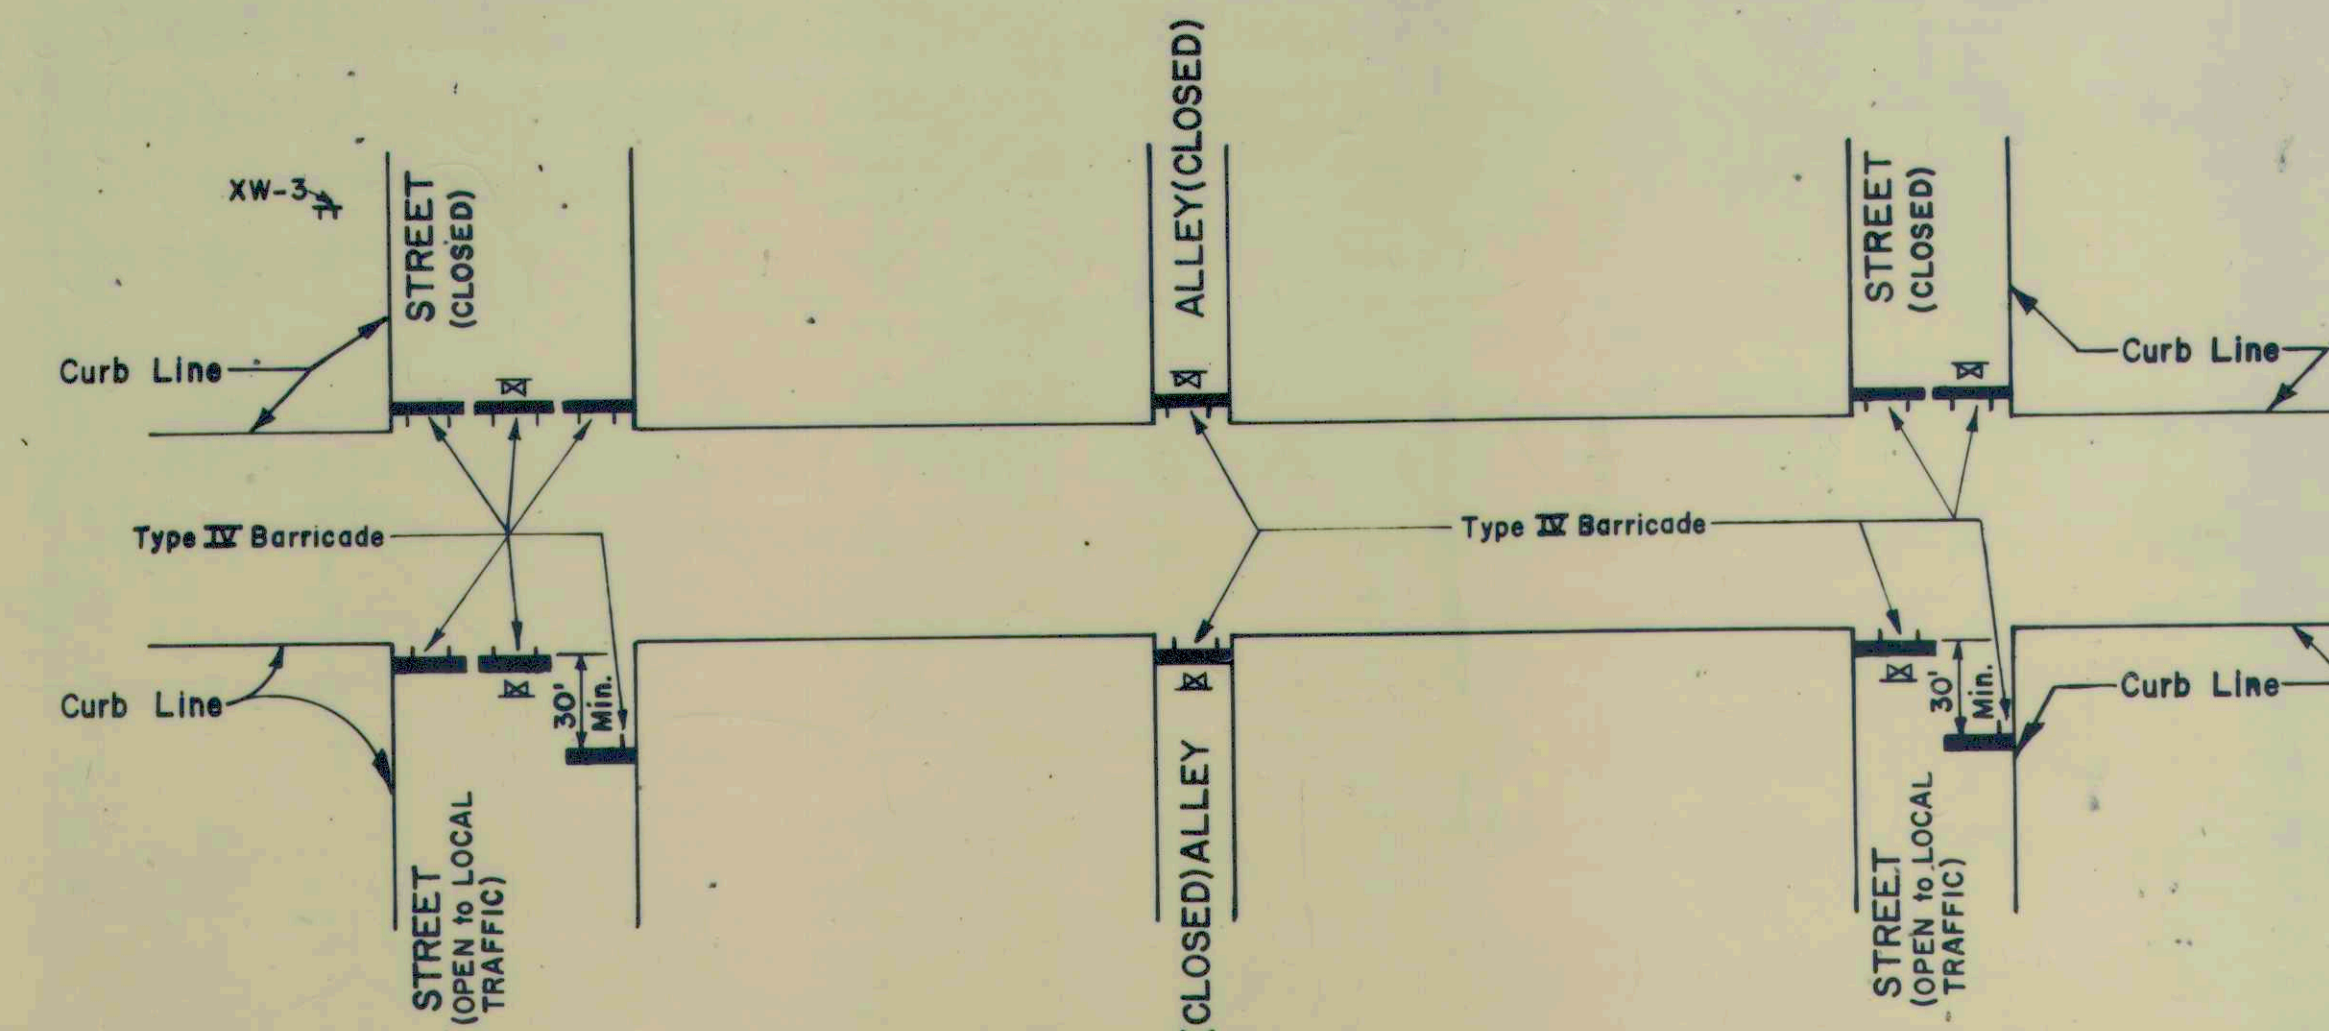 ALLEY(CLOSED)
XW-3
STREET
(CLOSED)
STREET
(CLOSED)
Curb Line
Curb Line
Type IV Barricade
Type IV Barricade
Curb Line
30'
Min.
30'
Min.
Curb Line
STREET
(OPEN to LOCAL
TRAFFIC)
(CLOSED)ALLEY
STREET
(OPEN to LOCAL
TRAFFIC)